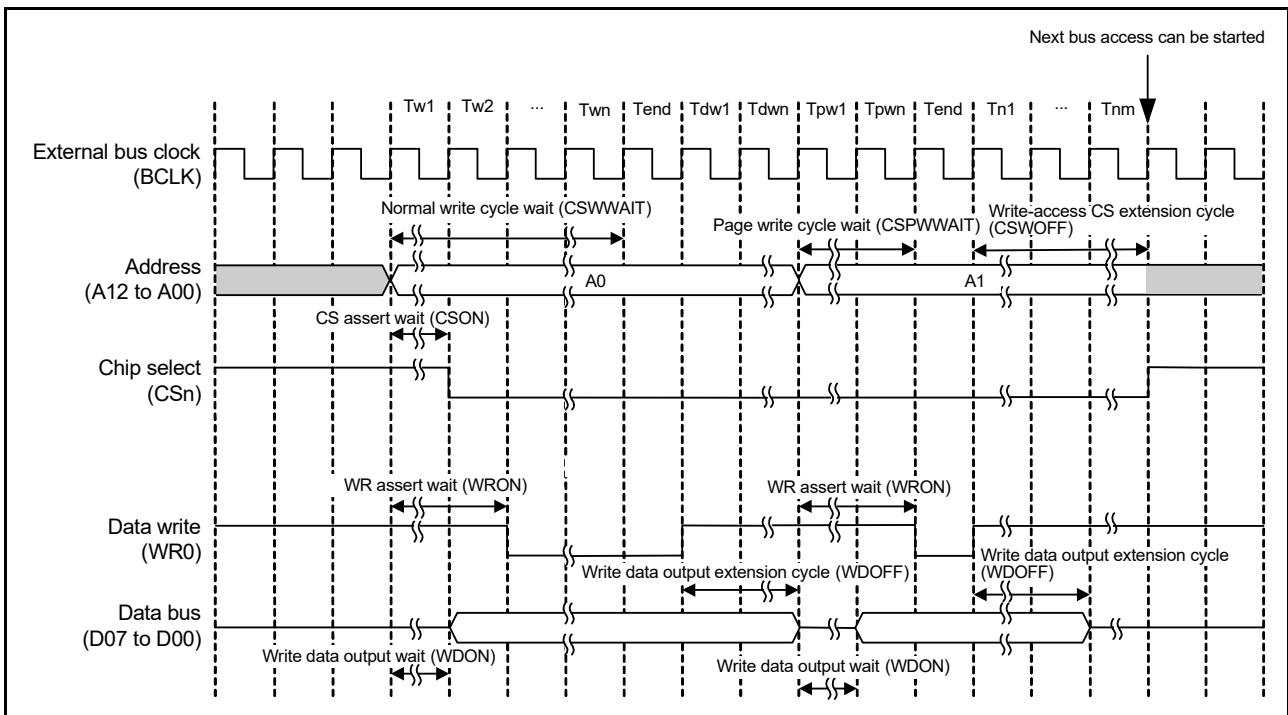 Next bus access can be started
Tw1 Tw2 ... Twn Tend Tdw1 Tdwn Tpw1 Tpwn Tend Tn1 ... Tnm
External bus clock
(BCLK)
Normal write cycle wait (CSWWAIT)
Page write cycle wait (CSPWWAIT)
Write-access CS extension cycle
(CSWOFF)
Address
(A12 to A00)
A0
A1
CS assert wait (CSON)
Chip select
(CSn)
WR assert wait (WRON)
WR assert wait (WRON)
Data write
(WR0)
Write data output extension cycle (WDOFF)
Write data output extension cycle
(WDOFF)
Data bus
(D07 to D00)
Write data output wait (WDON)
Write data output wait (WDON)